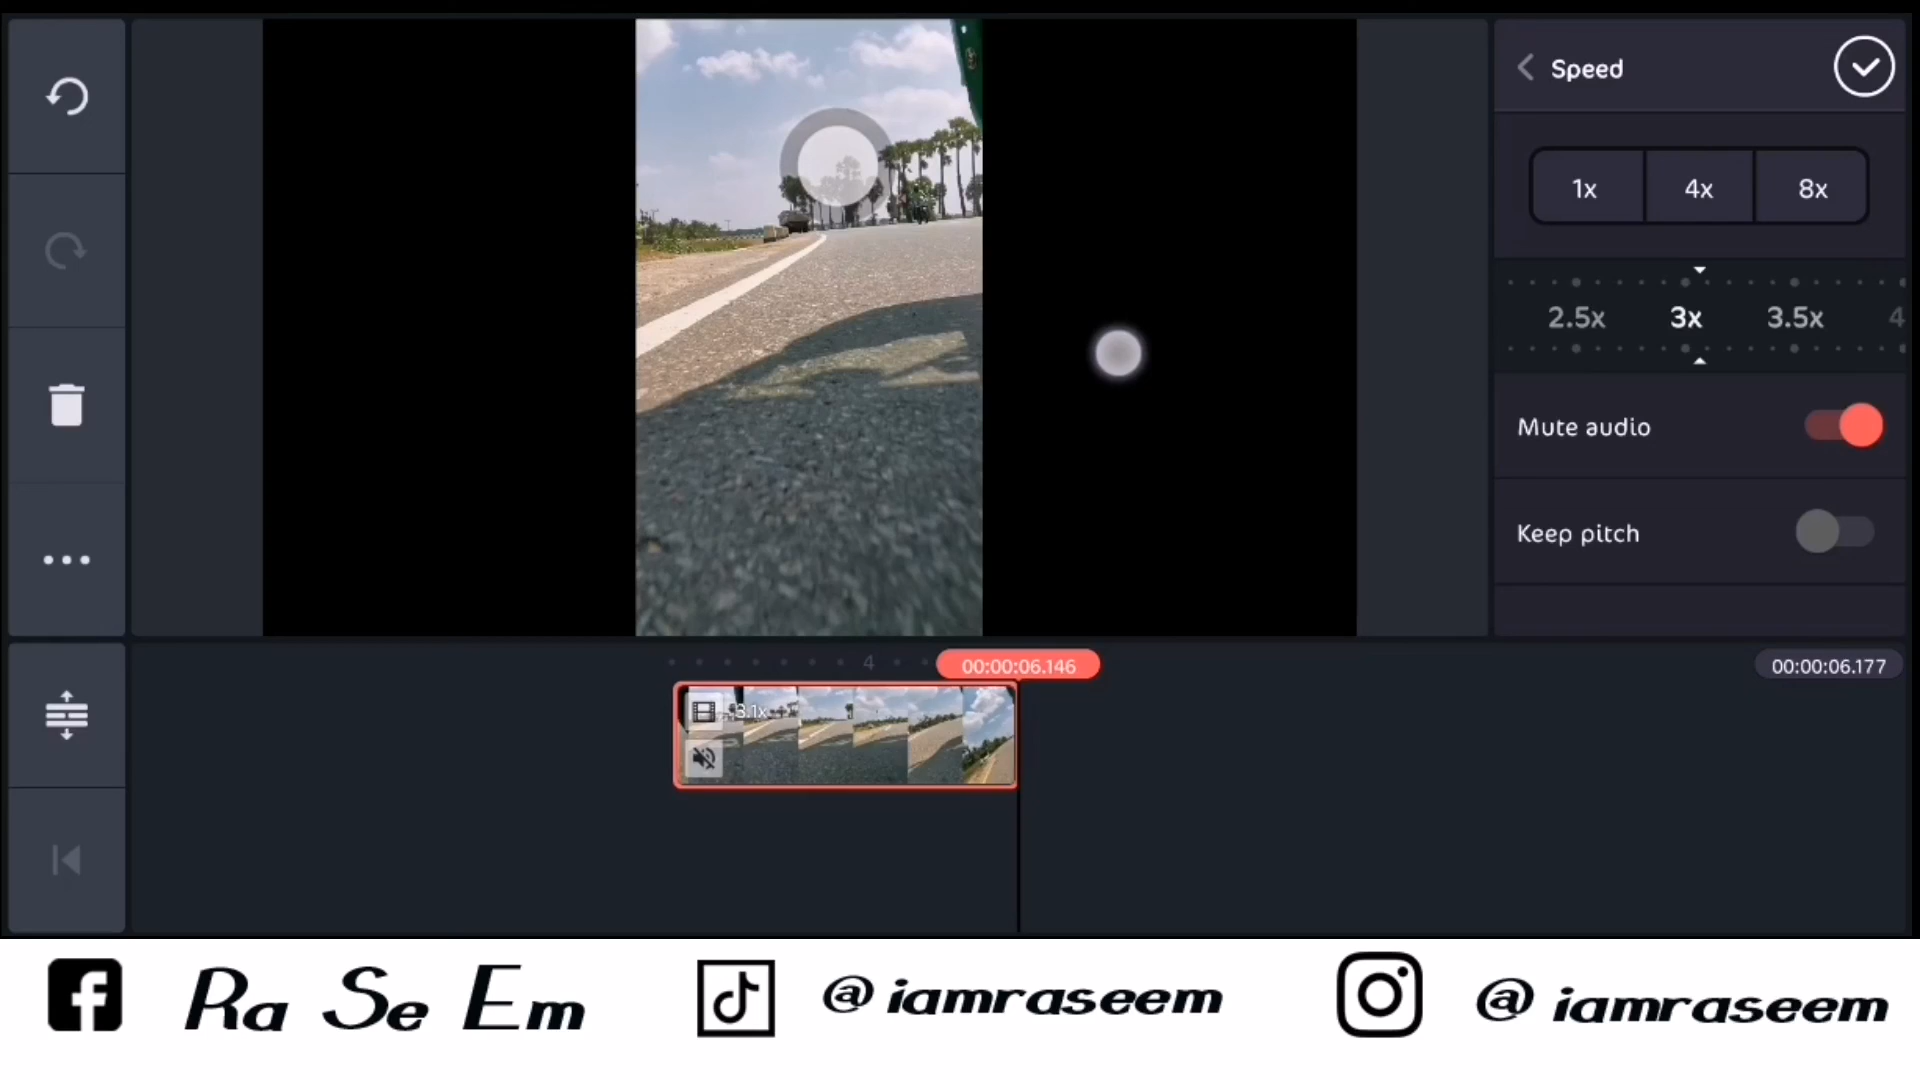 Speed
1x 4x 8x
2.5x 3x 3.5x 4
Mute audio
Keep pitch
4 00:00:06.146 00:00:06.177
3.1x
Ra Se Em @iamraseem @iamraseem